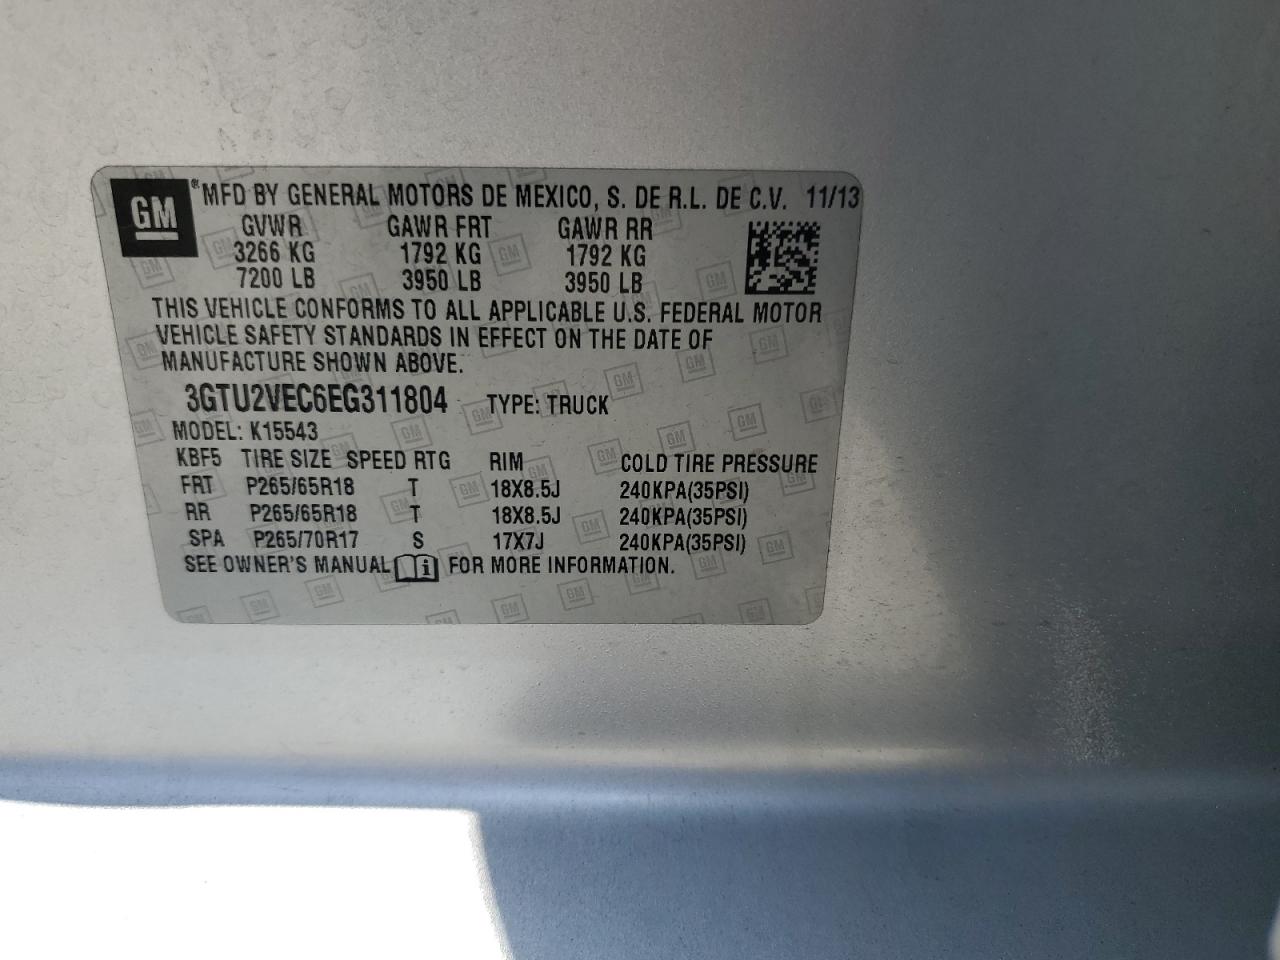 GM ® MFD BY GENERAL MOTORS DE MEXICO, S. DE R.L. DE C.V. 11/13
GVWR GAWR FRT GAWR RR
3266 KG 1792 KG 1792 KG
7200 LB 3950 LB 3950 LB
THIS VEHICLE CONFORMS TO ALL APPLICABLE U.S. FEDERAL MOTOR
VEHICLE SAFETY STANDARDS IN EFFECT ON THE DATE OF
MANUFACTURE SHOWN ABOVE.
3GTU2VEC6EG311804 TYPE: TRUCK
MODEL: K15543
KBF5 TIRE SIZE SPEED RTG RIM COLD TIRE PRESSURE
FRT P265/65R18 T 18X8.5J 240KPA(35PSI)
RR P265/65R18 T 18X8.5J 240KPA(35PSI)
SPA P265/70R17 S 17X7J 240KPA(35PSI)
SEE OWNER'S MANUAL i FOR MORE INFORMATION.